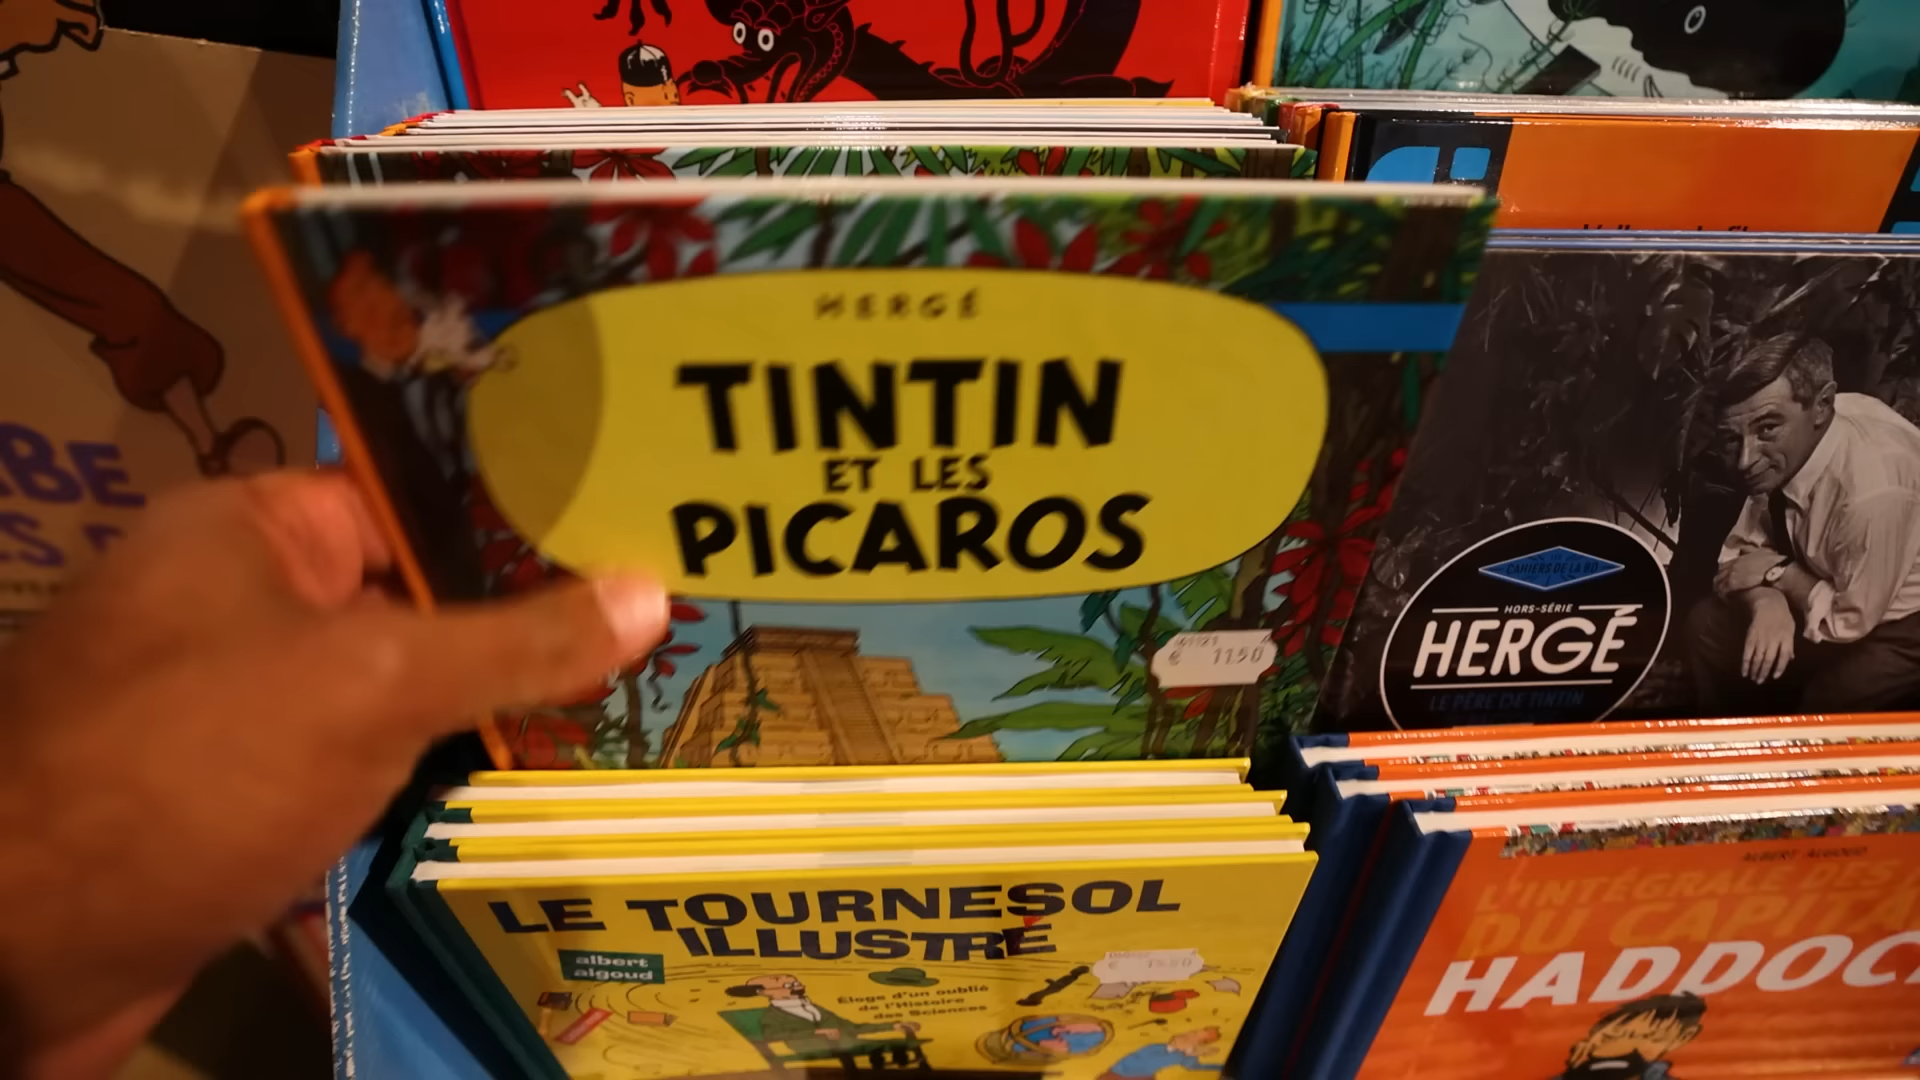 HERGÉ
TINTIN
ET LES
PICAROS
€ 11.50
CAHIERS DE LA BD
HORS-SÉRIE
HERGÉ
LE PÈRE DE TINTIN
BE
LE TOURNESOL
ILLUSTRÉ
albert
algoud
Éloge d'un oublié
de l'Histoire
des Sciences
ALBERT ALGOUD
L'INTÉGRALE DES
DU CAPITA
HADDOC